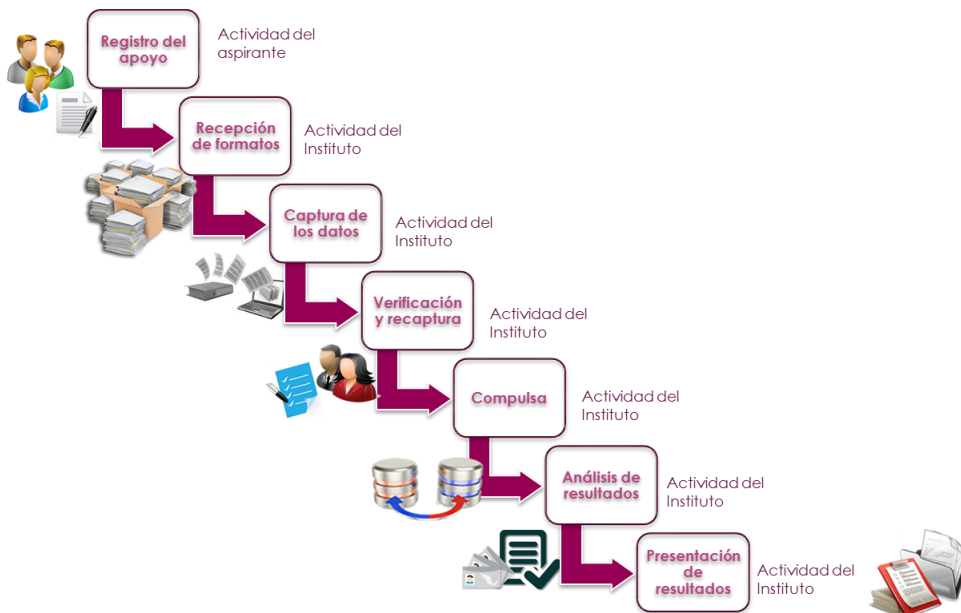 Registro del
apoyo
Actividad del
aspirante
Recepción
de formatos
Actividad del
Instituto
Captura de
los datos
Actividad del
Instituto
Verificación
y recaptura
Actividad del
Instituto
Compulsa
Actividad del
Instituto
Análisis de
resultados
Actividad del
Instituto
Presentación
de
resultados
Actividad del
Instituto